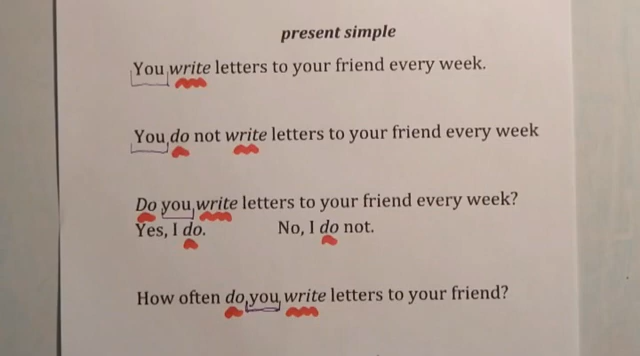 present simple
You write letters to your friend every week.
You do not write letters to your friend every week
Do you write letters to your friend every week?
Yes, I do. No, I do not.
How often do you write letters to your friend?